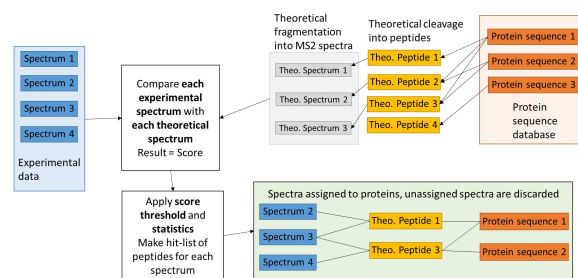 Theoretical
fragmentation
into MS2 spectra
Theoretical cleavage
into peptides
Spectrum 1
Spectrum 2
Spectrum 3
Spectrum 4
Experimental
data
Compare each
experimental
spectrum with
each theoretical
spectrum
Result = Score
Theo. Spectrum 1
Theo. Spectrum 2
Theo. Spectrum 3
Theo. Peptide 1
Theo. Peptide 2
Theo. Peptide 3
Theo. Peptide 4
Protein sequence 1
Protein sequence 2
Protein sequence 3
Protein
sequence
database
Apply score
threshold and
statistics
Make hit-list of
peptides for each
spectrum
Spectra assigned to proteins, unassigned spectra are discarded
Spectrum 2
Spectrum 3
Spectrum 4
Theo. Peptide 1
Theo. Peptide 3
Protein sequence 1
Protein sequence 2